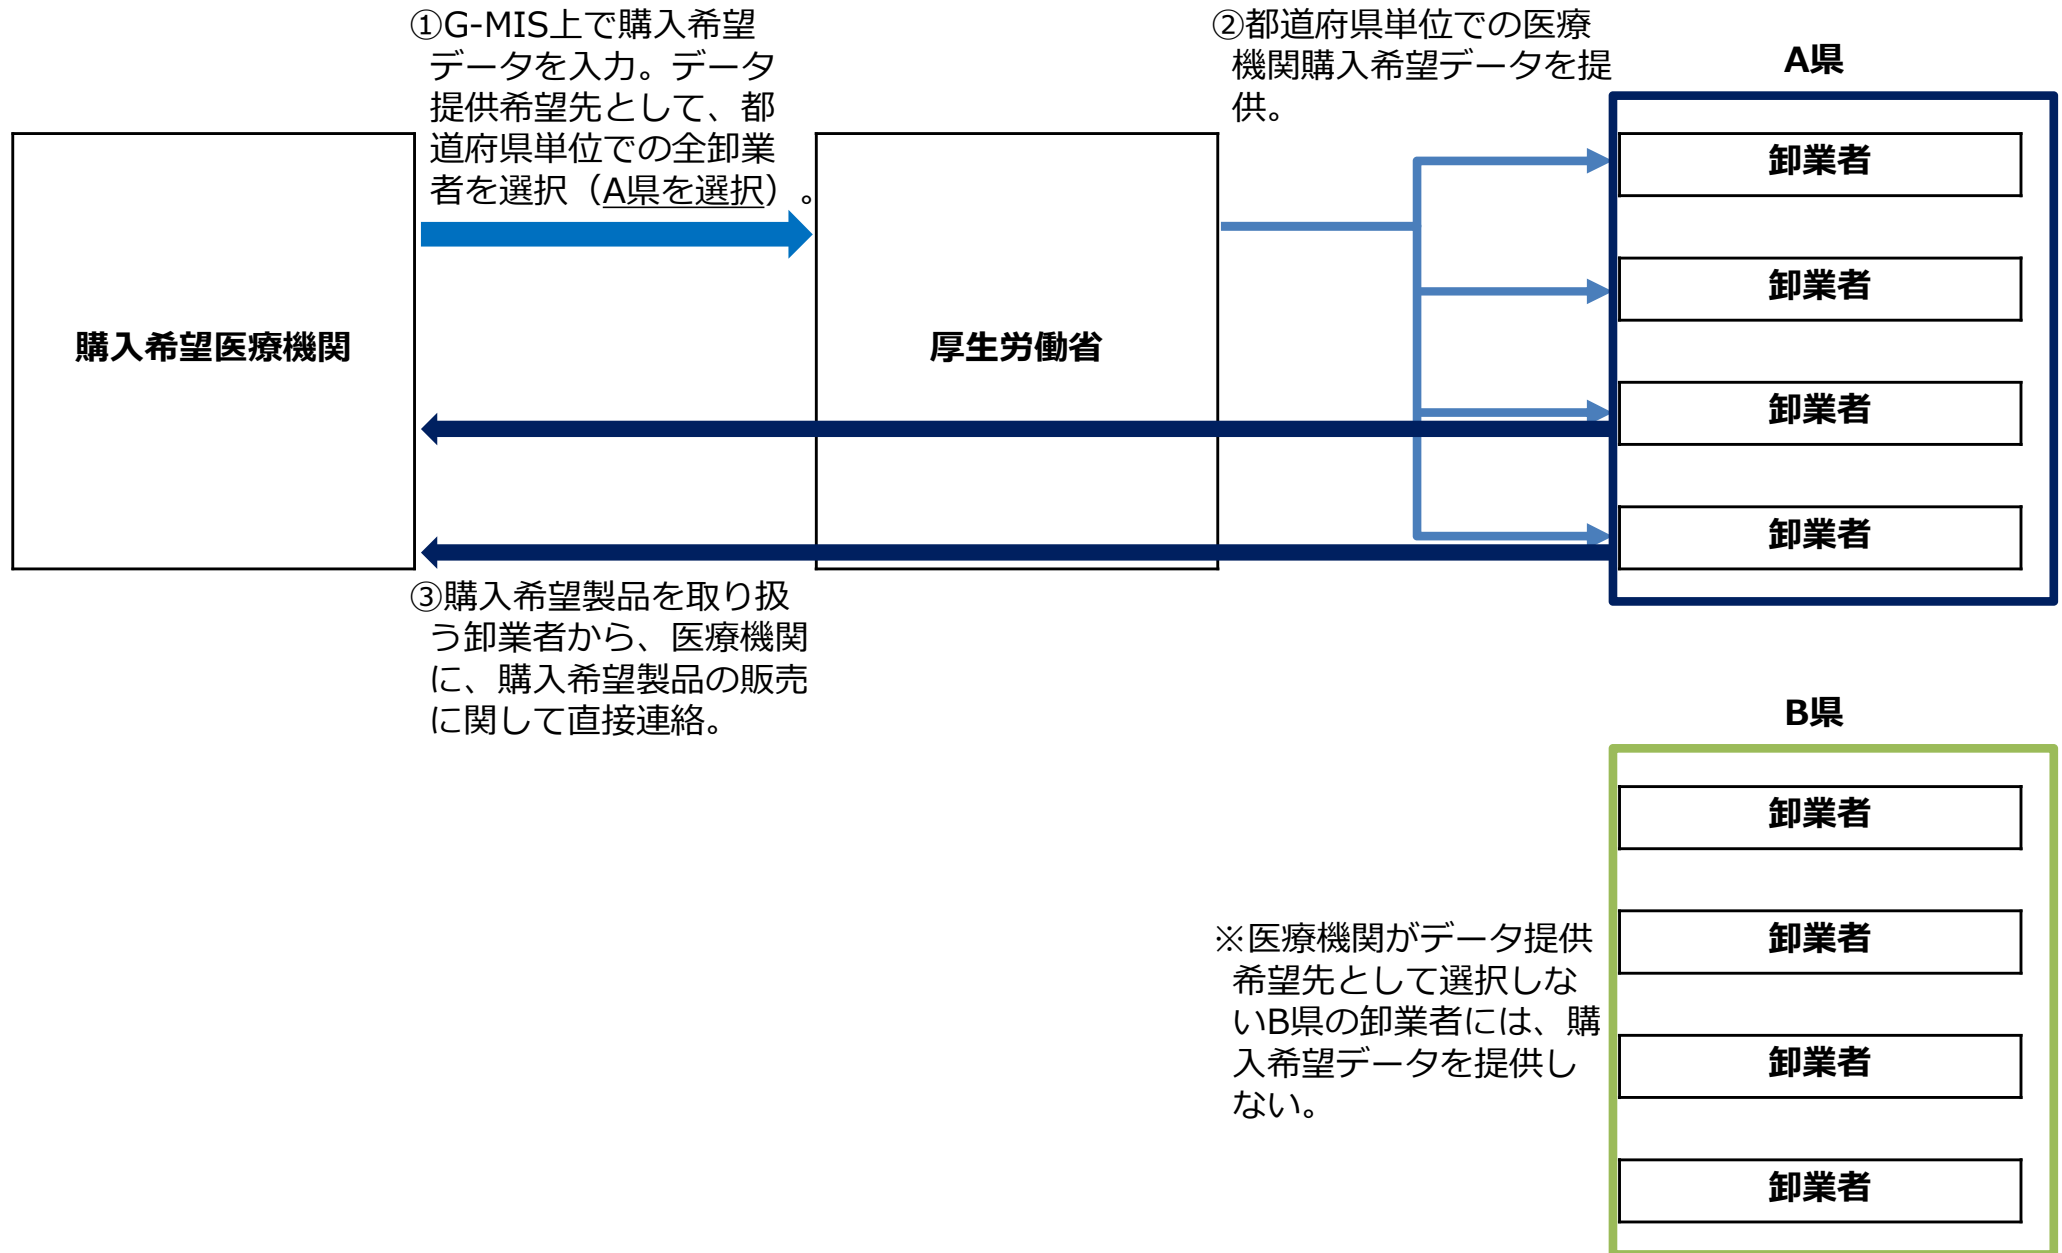 ①G-MIS上で購入希望
データを入力。データ
提供希望先として、都
道府県単位での全卸業
者を選択（A県を選択）。
②都道府県単位での医療
機関購入希望データを提
供。
A県
卸業者
卸業者
卸業者
卸業者
購入希望医療機関
厚生労働省
③購入希望製品を取り扱
う卸業者から、医療機関
に、購入希望製品の販売
に関して直接連絡。
B県
卸業者
卸業者
卸業者
卸業者
※医療機関がデータ提供
希望先として選択しな
いB県の卸業者には、購
入希望データを提供し
ない。